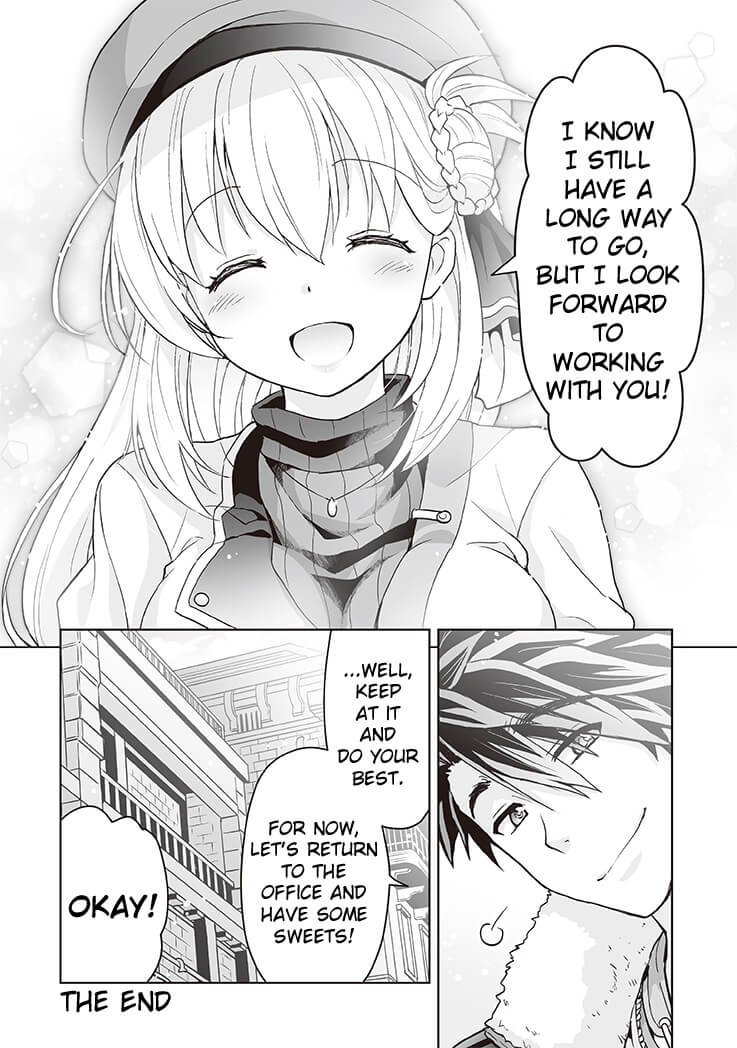 I KNOW
I STILL
HAVE A
LONG WAY
TO GO,
BUT I LOOK
FORWARD
TO
WORKING
WITH YOU!
...WELL,
KEEP
AT IT
AND
DO YOUR
BEST.
FOR NOW,
LET'S RETURN
TO THE
OFFICE AND
HAVE SOME
SWEETS!
OKAY!
THE END